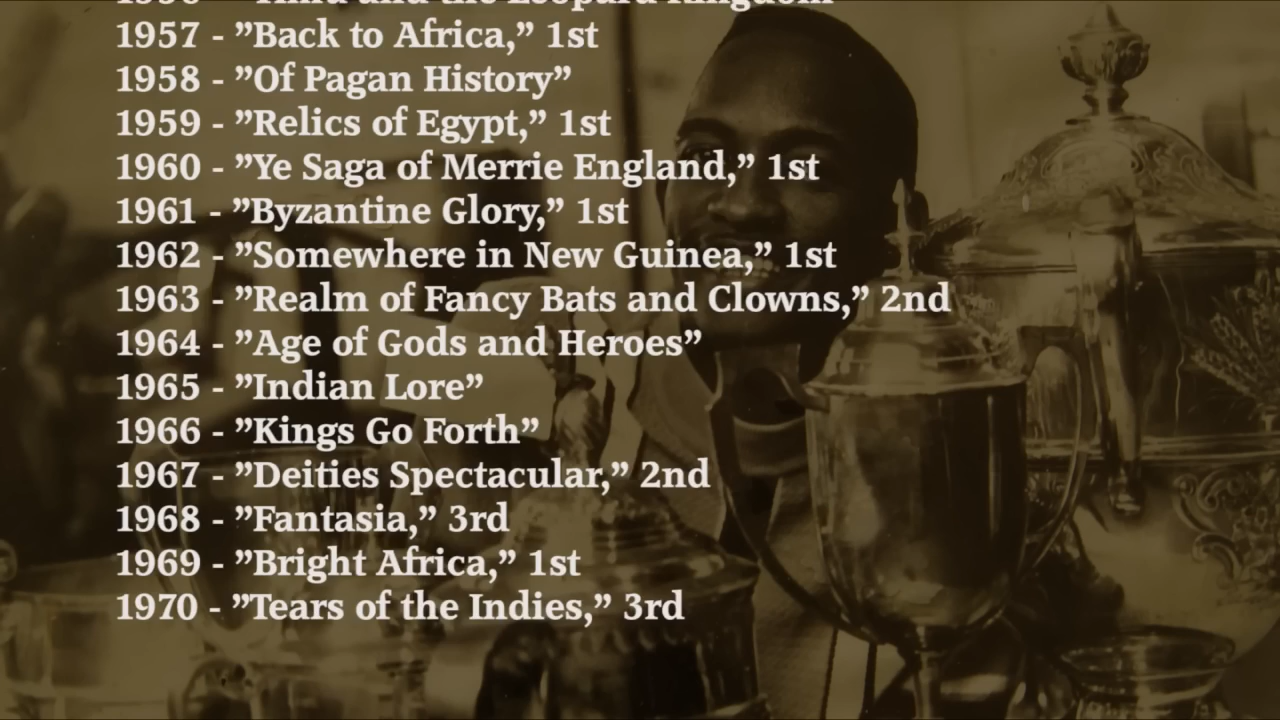 1957 - ”Back to Africa,” 1st
1958 - ”Of Pagan History”
1959 - ”Relics of Egypt,” 1st
1960 - ”Ye Saga of Merrie England,” 1st
1961 - ”Byzantine Glory,” 1st
1962 - ”Somewhere in New Guinea,” 1st
1963 - ”Realm of Fancy Bats and Clowns,” 2nd
1964 - ”Age of Gods and Heroes”
1965 - ”Indian Lore”
1966 - ”Kings Go Forth”
1967 - ”Deities Spectacular,” 2nd
1968 - ”Fantasia,” 3rd
1969 - ”Bright Africa,” 1st
1970 - ”Tears of the Indies,” 3rd